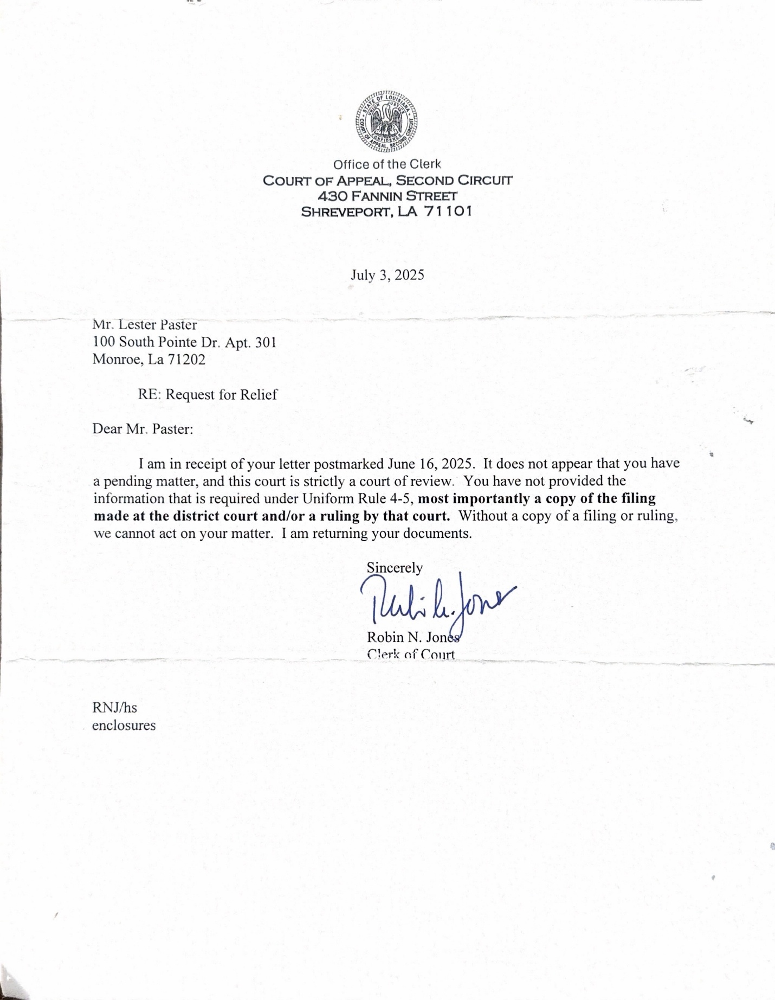 STATE OF LOUISIANA
UNION JUSTICE
CONFIDENCE
COURT OF APPEAL, SECOND CIRCUIT
Office of the Clerk
COURT OF APPEAL, SECOND CIRCUIT
430 FANNIN STREET
SHREVEPORT, LA 71101
July 3, 2025
Mr. Lester Paster
100 South Pointe Dr. Apt. 301
Monroe, La 71202
RE: Request for Relief
Dear Mr. Paster:
I am in receipt of your letter postmarked June 16, 2025. It does not appear that you have
a pending matter, and this court is strictly a court of review. You have not provided the
information that is required under Uniform Rule 4-5, most importantly a copy of the filing
made at the district court and/or a ruling by that court. Without a copy of a filing or ruling,
we cannot act on your matter. I am returning your documents.
Sincerely
Robin N. Jones
Robin N. Jones
Clerk of Court
RNJ/hs
enclosures